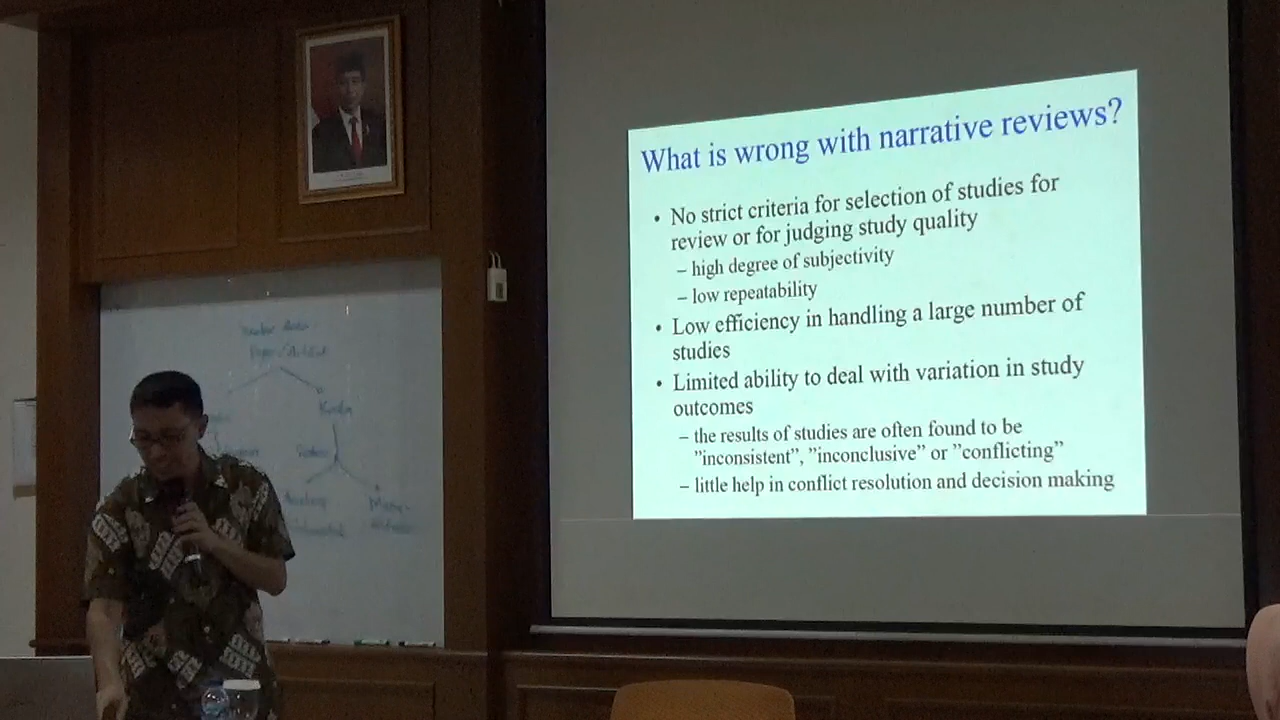 What is wrong with narrative reviews?
• No strict criteria for selection of studies for
review or for judging study quality
– high degree of subjectivity
– low repeatability
• Low efficiency in handling a large number of
studies
• Limited ability to deal with variation in study
outcomes
– the results of studies are often found to be
”inconsistent”, ”inconclusive” or ”conflicting”
– little help in conflict resolution and decision making